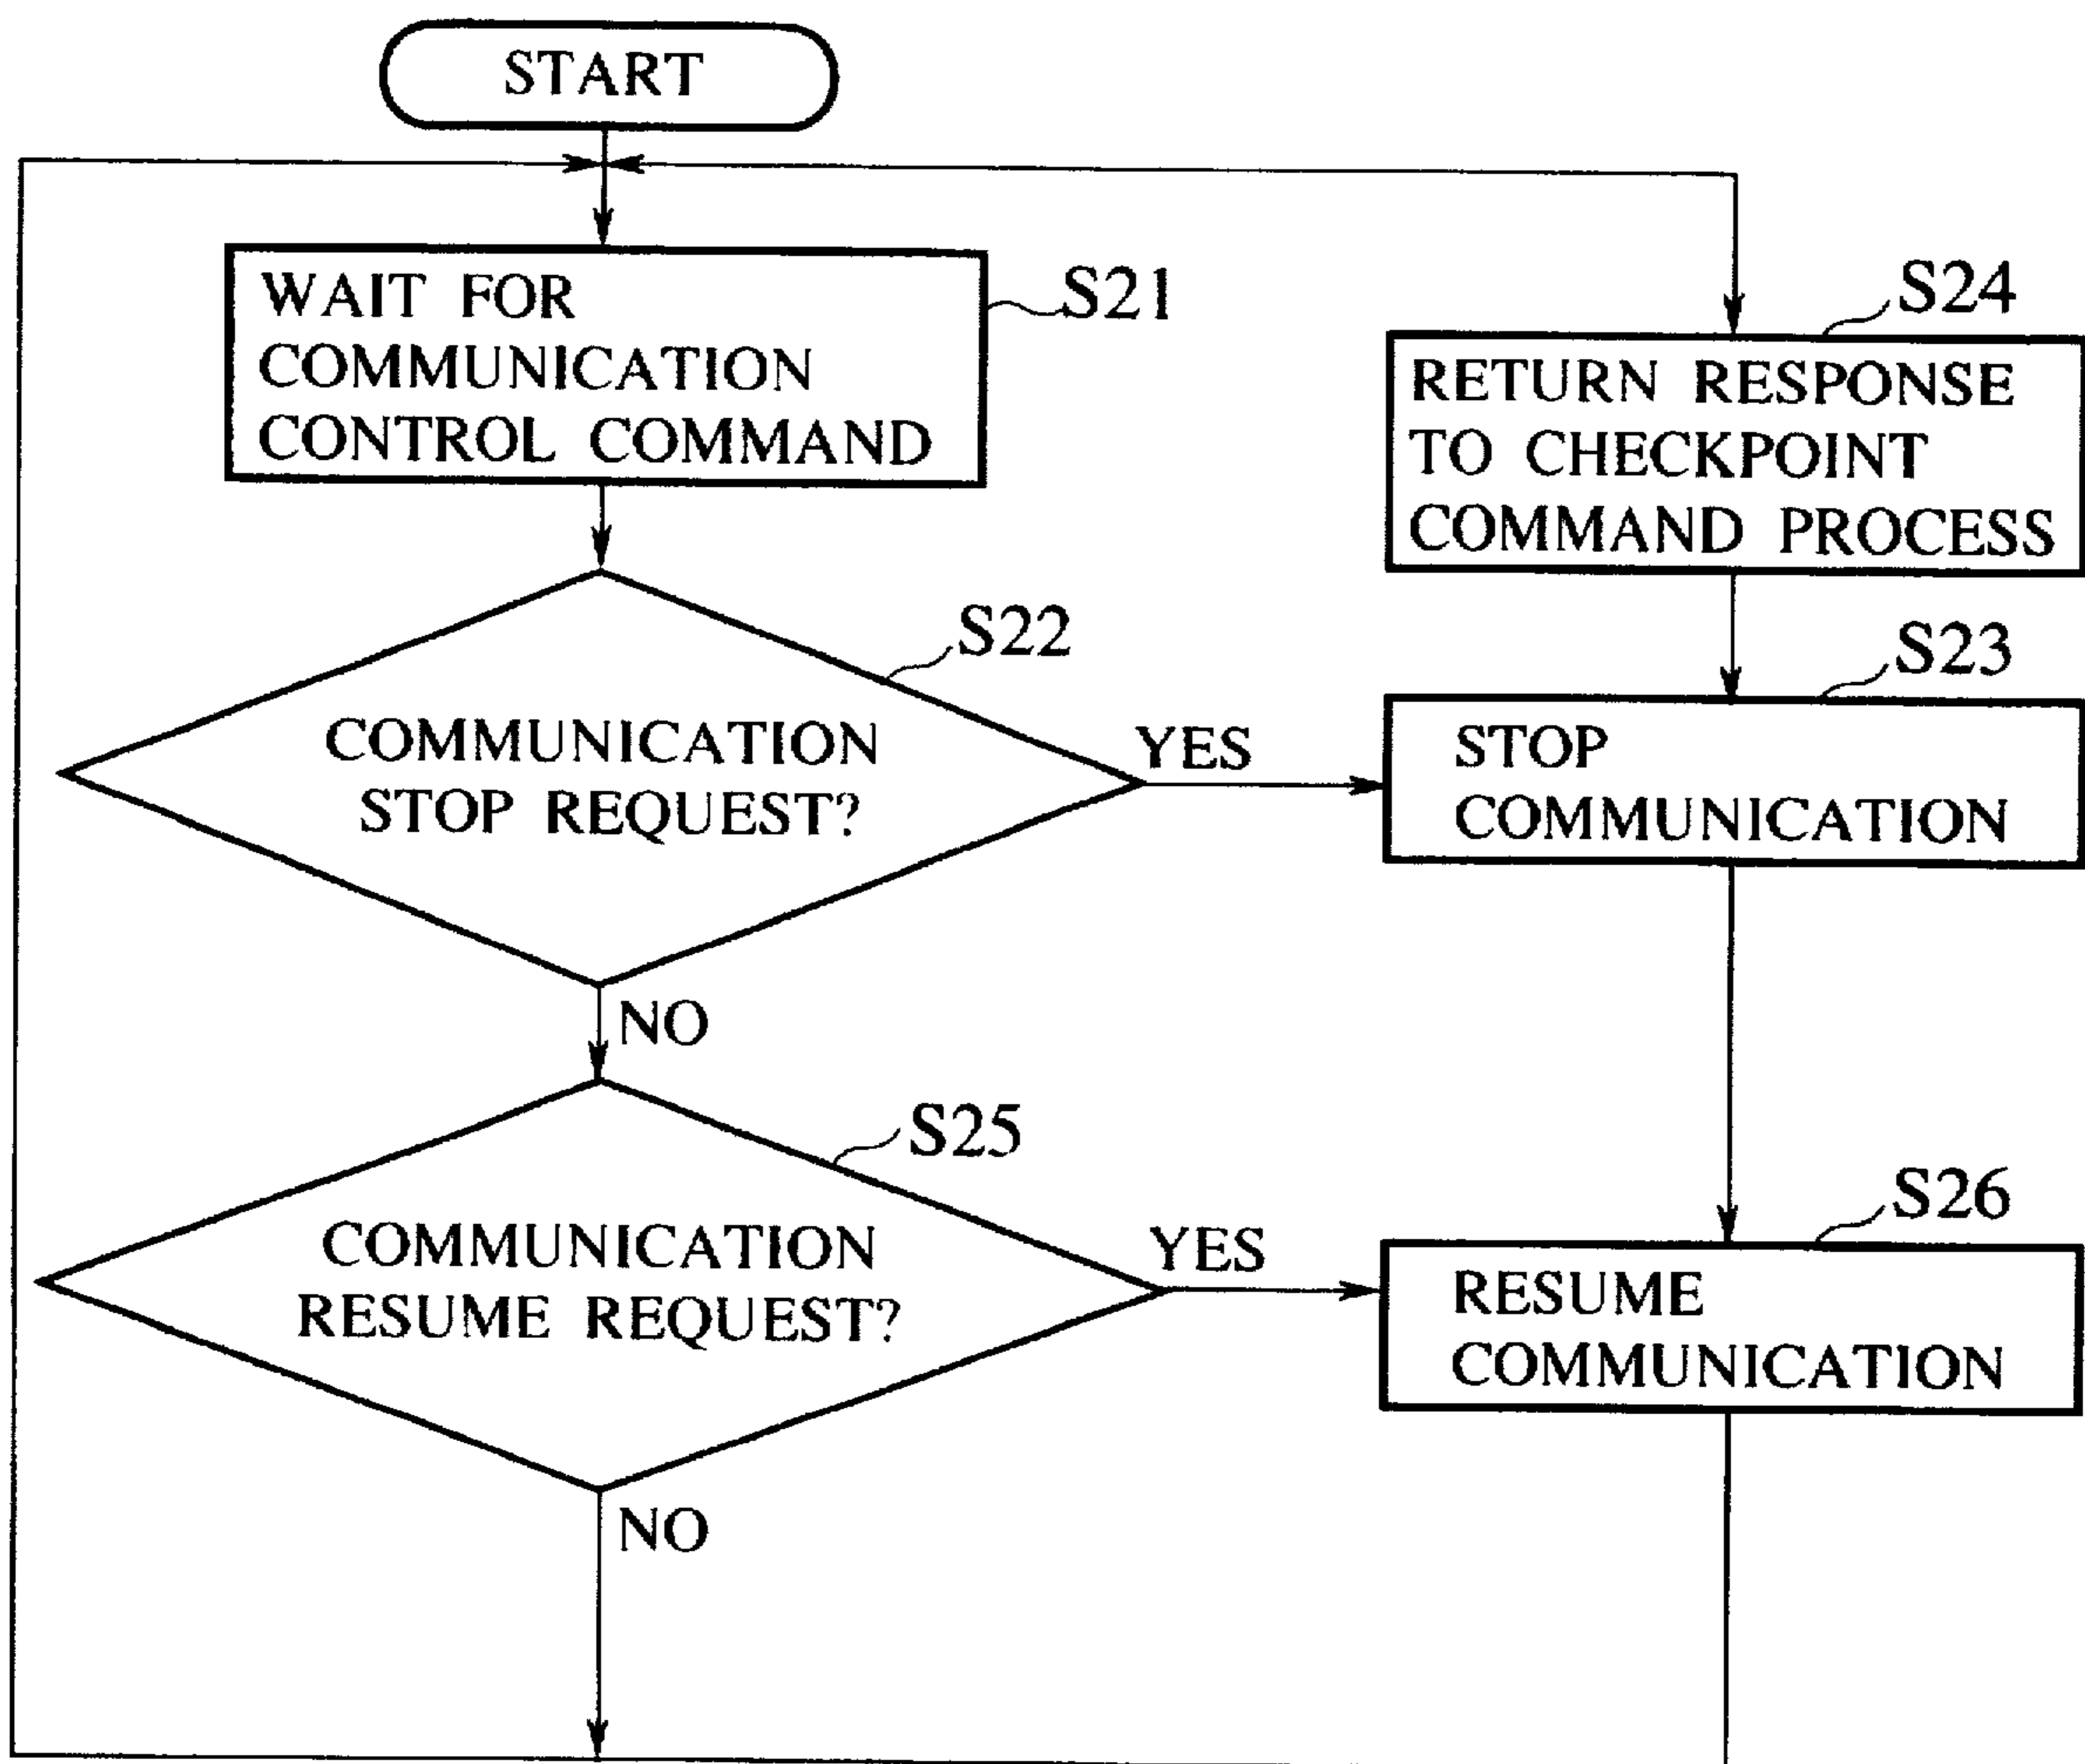 START
WAIT FOR
COMMUNICATION
CONTROL COMMAND
S21
S24
RETURN RESPONSE
TO CHECKPOINT
COMMAND PROCESS
S22
COMMUNICATION
STOP REQUEST?
YES
S23
STOP
COMMUNICATION
NO
S25
COMMUNICATION
RESUME REQUEST?
YES
S26
RESUME
COMMUNICATION
NO